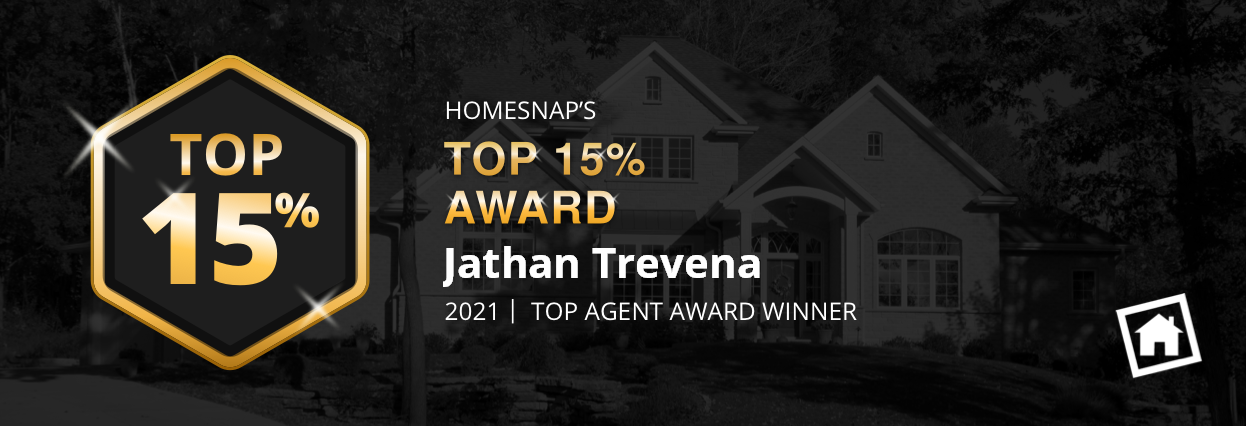 TOP
15%
HOMESNAP'S
TOP 15%
AWARD
Jathan Trevena
2021 | TOP AGENT AWARD WINNER